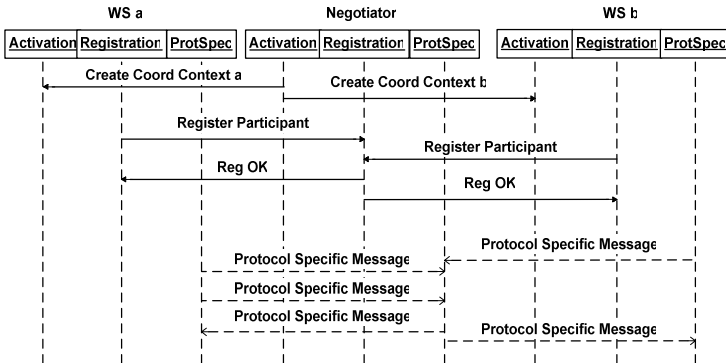 WS a Negotiator WS b
Activation Registration ProtSpec Activation Registration ProtSpec Activation Registration ProtSpec
Create Coord Context a
Create Coord Context b
Register Participant
Register Participant
Reg OK
Reg OK
Protocol Specific Message
Protocol Specific Message
Protocol Specific Message
Protocol Specific Message
Protocol Specific Message